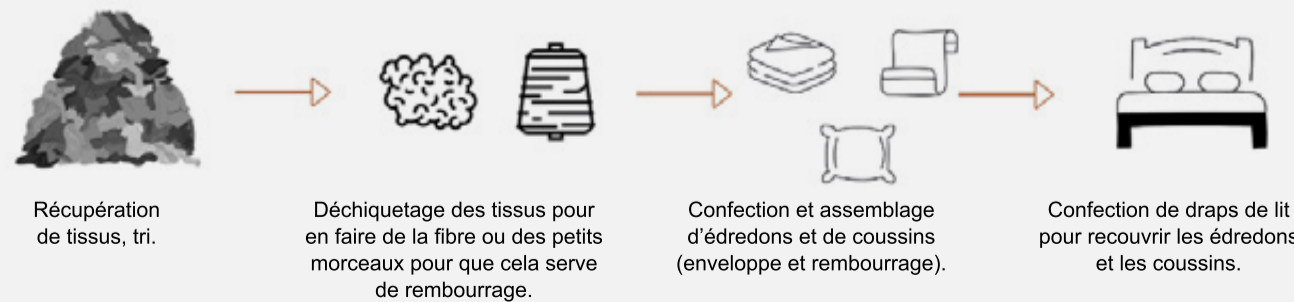 Récupération
de tissus, tri.
Déchiquetage des tissus pour
en faire de la fibre ou des petits
morceaux pour que cela serve
de rembourrage.
Confection et assemblage
d’édredons et de coussins
(enveloppe et rembourrage).
Confection de draps de lit
pour recouvrir les édredons
et les coussins.